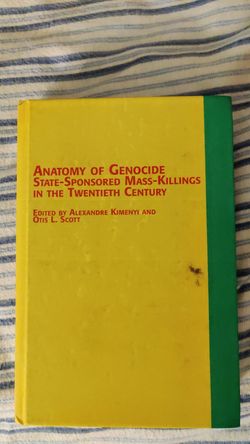 ANATOMY OF GENOCIDE
STATE-SPONSORED MASS-KILLINGS
IN THE TWENTIETH CENTURY
EDITED BY ALEXANDRE KIMENYI AND
OTIS L. SCOTT